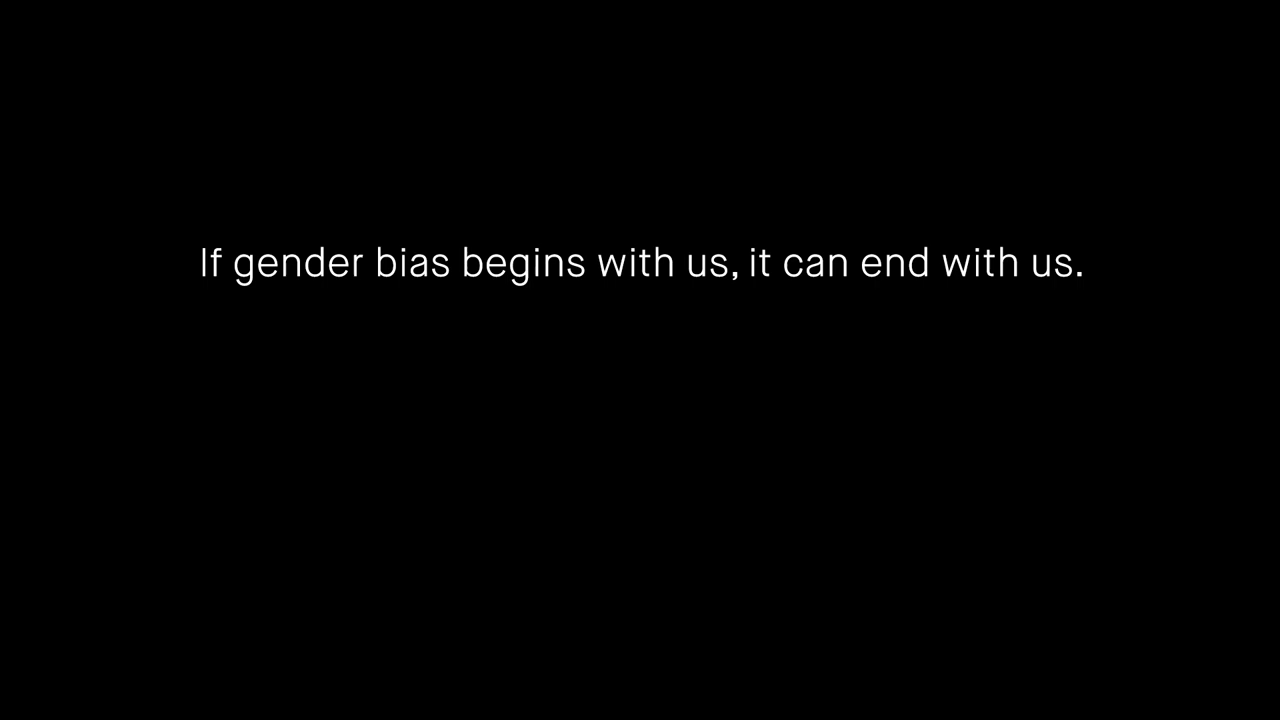 If gender bias begins with us, it can end with us.